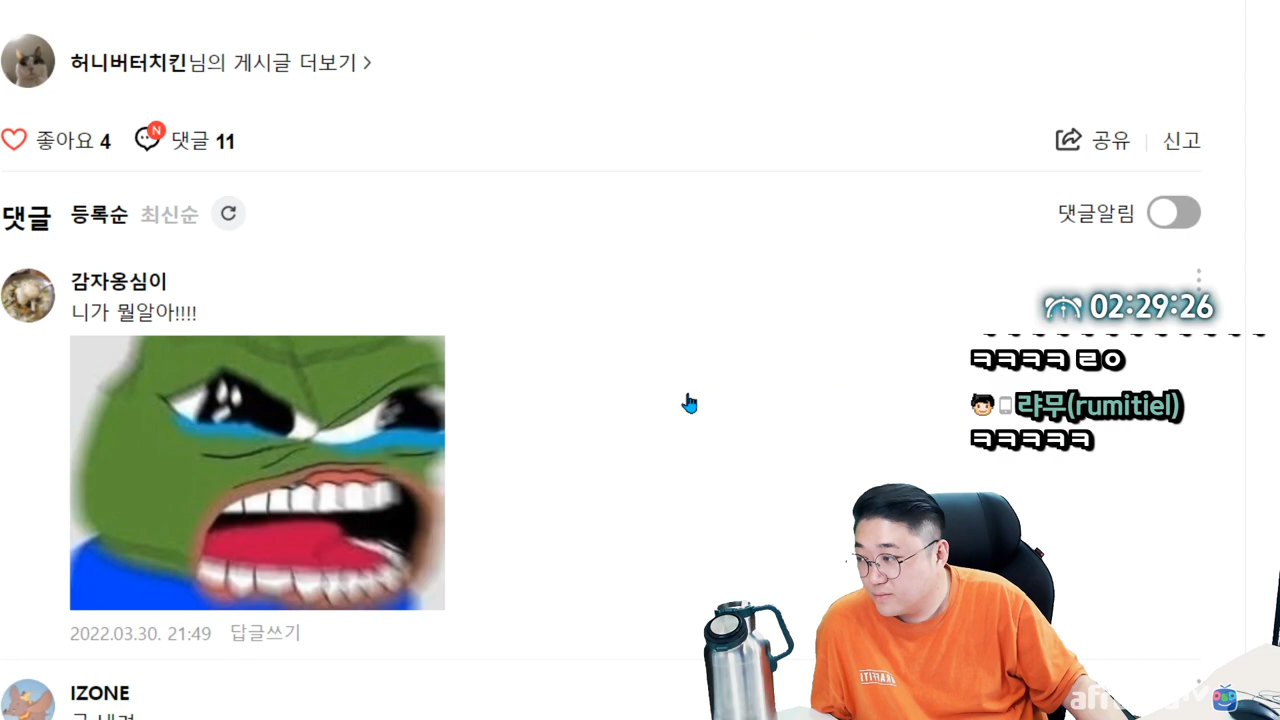 허니버터치킨님의 게시글 더보기 >
좋아요 4 N 댓글 11 공유 신고
댓글 등록순 최신순 댓글알림
감자옹심이
니가 뭘알아!!!!
02:29:26
ㅋㅋㅋㅋ ㄹㅇ
랴무(rumitiel)
ㅋㅋㅋㅋㅋ
2022.03.30. 21:49 답글쓰기
IZONE